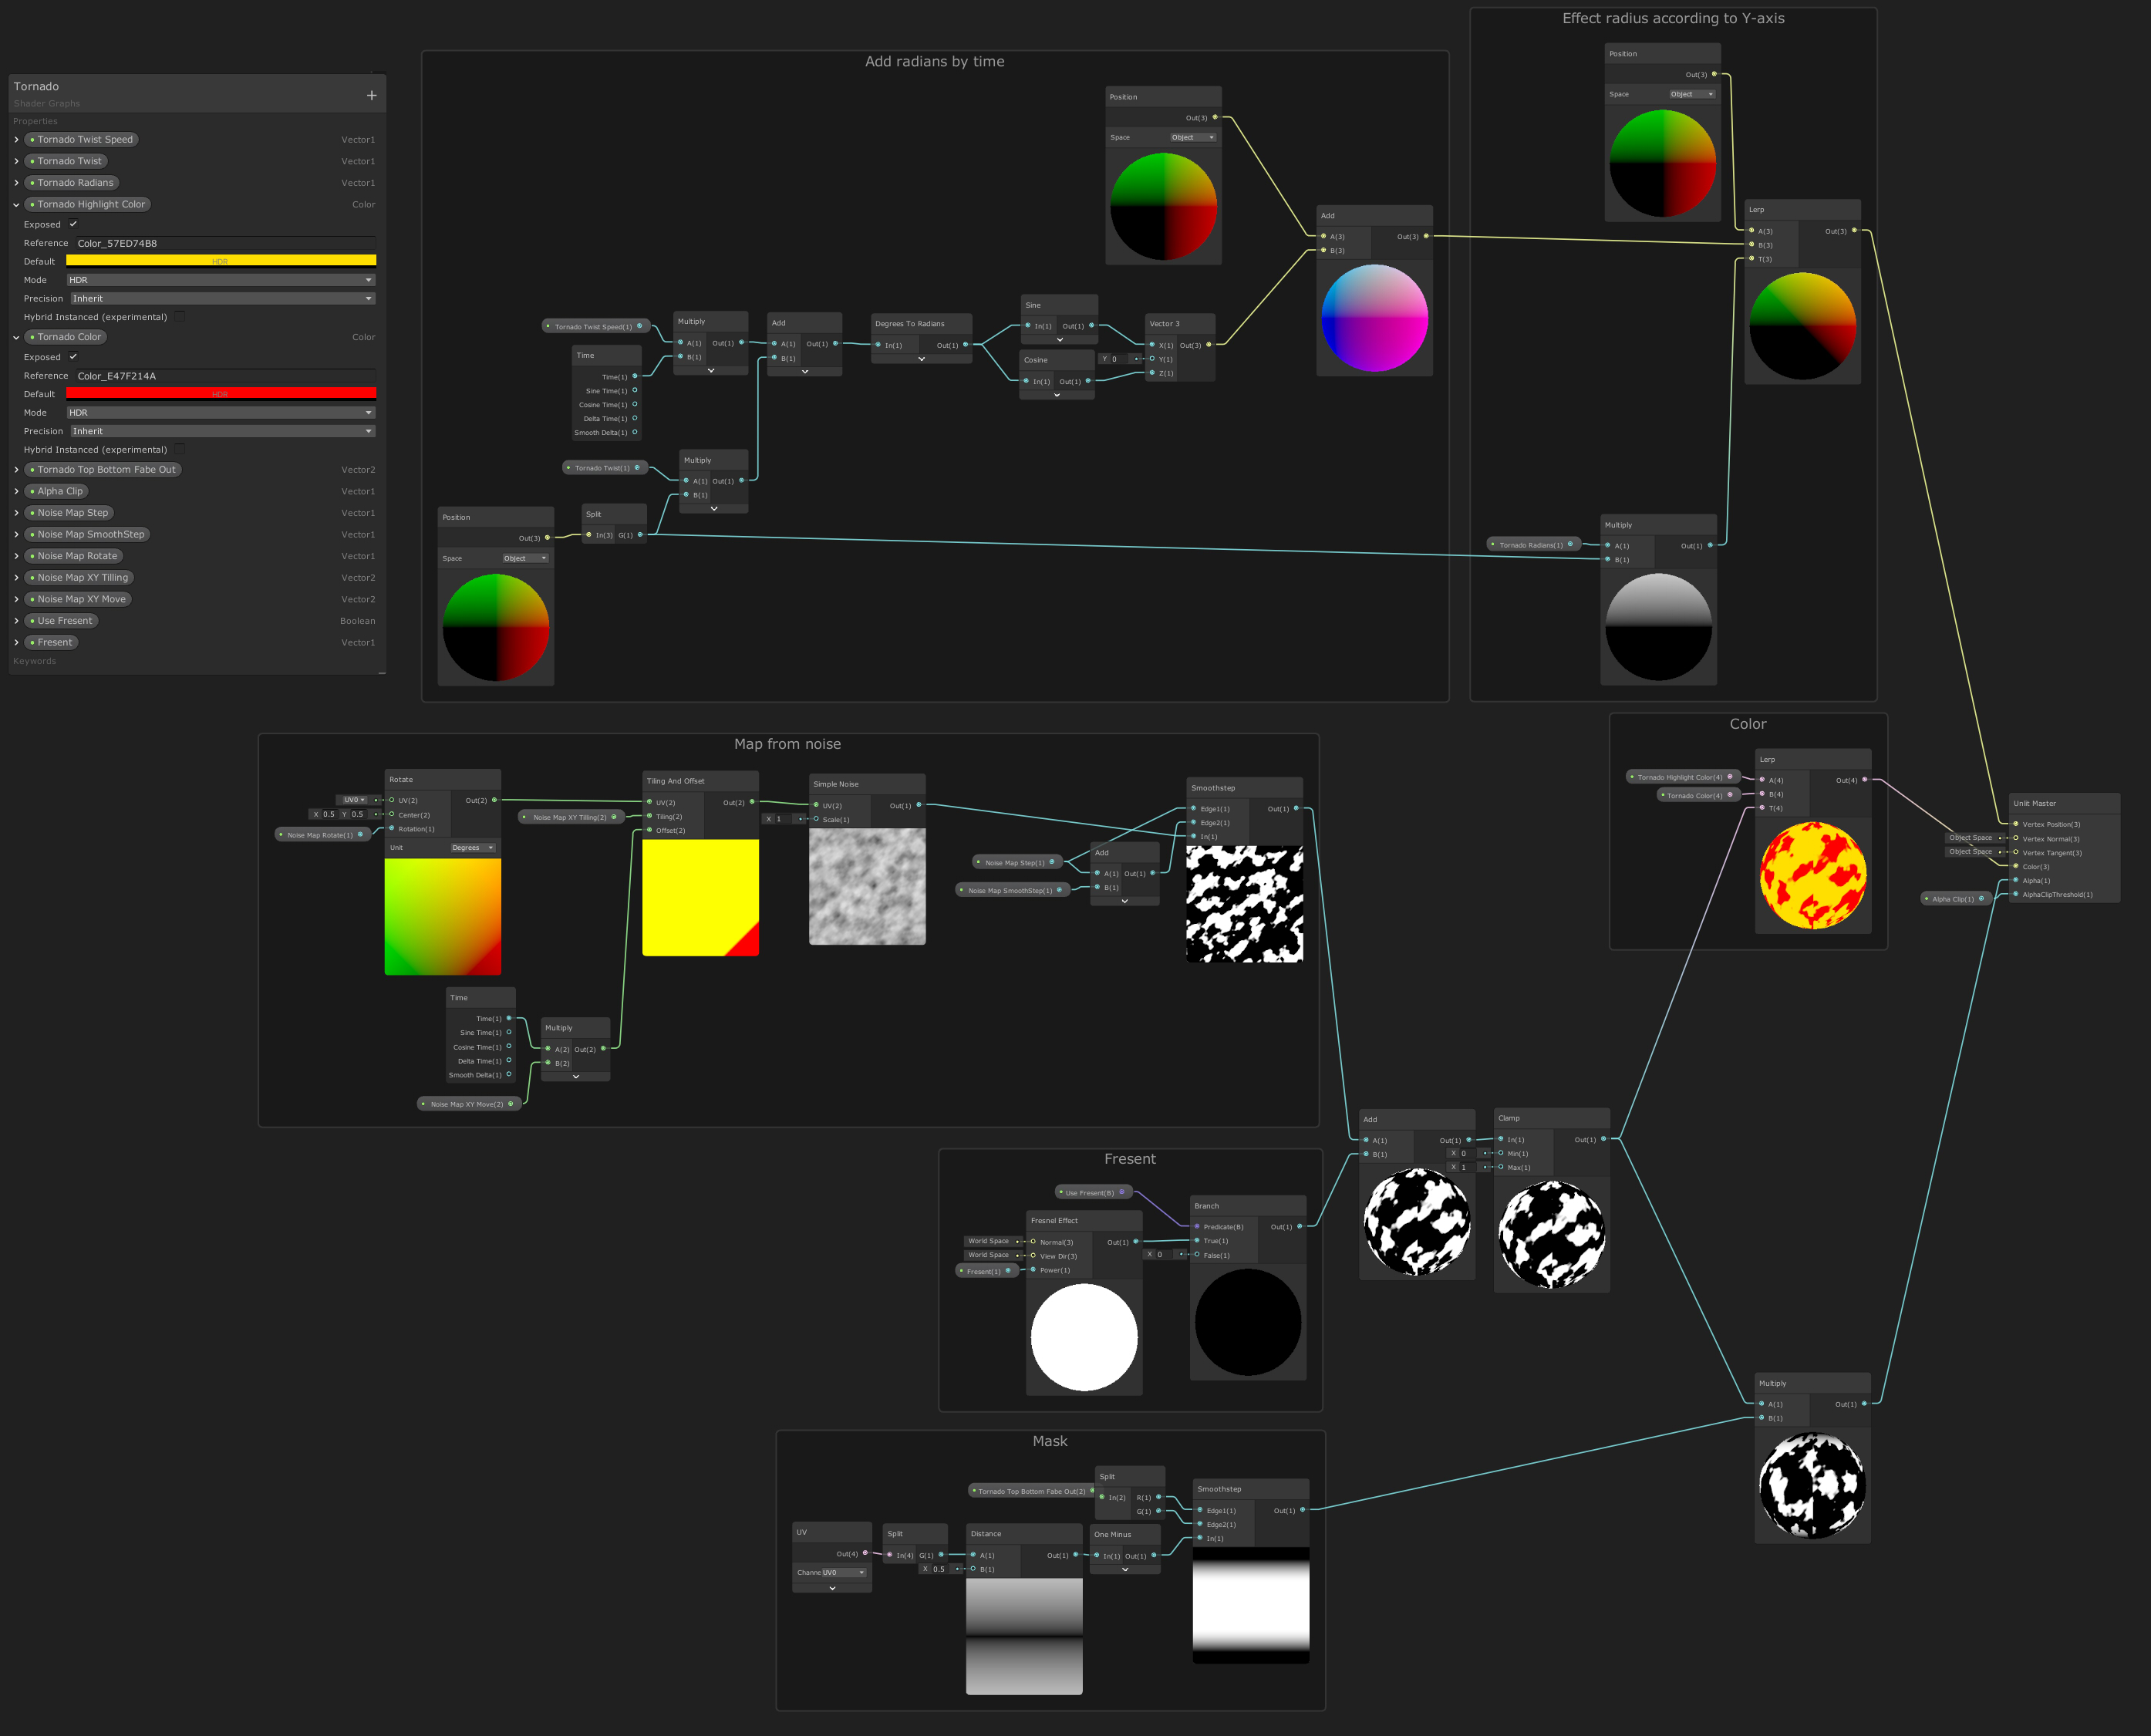 Tornado
Shader Graphs
+
Properties
Tornado Twist Speed Vector1
Tornado Twist Vector1
Tornado Radians Vector1
Tornado Highlight Color Color
Exposed
Reference Color_57ED74B8
Default HDR
Mode HDR
Precision Inherit
Hybrid Instanced (experimental)
Tornado Color Color
Exposed
Reference Color_E47F214A
Default HDR
Mode HDR
Precision Inherit
Hybrid Instanced (experimental)
Tornado Top Bottom Fabe Out Vector2
Alpha Clip Vector1
Noise Map Step Vector1
Noise Map SmoothStep Vector1
Noise Map Rotate Vector1
Noise Map XY Tilling Vector2
Noise Map XY Move Vector2
Use Fresent Boolean
Fresent Vector1
Keywords
Add radians by time
Position
Out(3)
Space Object
Add
A(3) Out(3)
B(3)
Tornado Twist Speed(1)
Time
Time(1)
Sine Time(1)
Cosine Time(1)
Delta Time(1)
Smooth Delta(1)
Multiply
A(1) Out(1)
B(1)
Add
A(1) Out(1)
B(1)
Degrees To Radians
In(1) Out(1)
Sine
In(1) Out(1)
Cosine
In(1) Out(1)
Vector 3
X(1) Out(3)
Y 0 Y(1)
Z(1)
Tornado Twist(1)
Multiply
A(1) Out(1)
B(1)
Position
Out(3)
Space Object
Split
In(3) G(1)
Effect radius according to Y-axis
Position
Out(3)
Space Object
Lerp
A(3) Out(3)
B(3)
T(3)
Tornado Radians(1)
Multiply
A(1) Out(1)
B(1)
Map from noise
Rotate
UV0 UV(2) Out(2)
X 0.5 Y 0.5 Center(2)
Noise Map Rotate(1) Rotation(1)
Unit Degrees
Time
Time(1)
Sine Time(1)
Cosine Time(1)
Delta Time(1)
Smooth Delta(1)
Noise Map XY Move(2)
Multiply
A(2) Out(2)
B(2)
Noise Map XY Tilling(2)
Tiling And Offset
UV(2) Out(2)
Tiling(2)
Offset(2)
Simple Noise
UV(2) Out(1)
X 1 Scale(1)
Noise Map Step(1)
Noise Map SmoothStep(1)
Add
A(1) Out(1)
B(1)
Smoothstep
Edge1(1) Out(1)
Edge2(1)
In(1)
Color
Tornado Highlight Color(4)
Tornado Color(4)
Lerp
A(4) Out(4)
B(4)
T(4)
Unlit Master
Vertex Position(3)
Object Space Vertex Normal(3)
Object Space Vertex Tangent(3)
Color(3)
Alpha(1)
Alpha Clip(1) AlphaClipThreshold(1)
Add
A(1) Out(1)
B(1)
Clamp
In(1) Out(1)
X 0 Min(1)
X 1 Max(1)
Fresent
Use Fresent(B)
Fresnel Effect
World Space Normal(3) Out(1)
World Space View Dir(3)
Fresent(1) Power(1)
Branch
Predicate(B) Out(1)
True(1)
X 0 False(1)
Multiply
A(1) Out(1)
B(1)
Mask
Tornado Top Bottom Fabe Out(2)
Split
In(2) R(1)
G(1)
Smoothstep
Edge1(1) Out(1)
Edge2(1)
In(1)
UV
Out(4)
Channe UV0
Split
In(4) G(1)
Distance
A(1) Out(1)
X 0.5 B(1)
One Minus
In(1) Out(1)